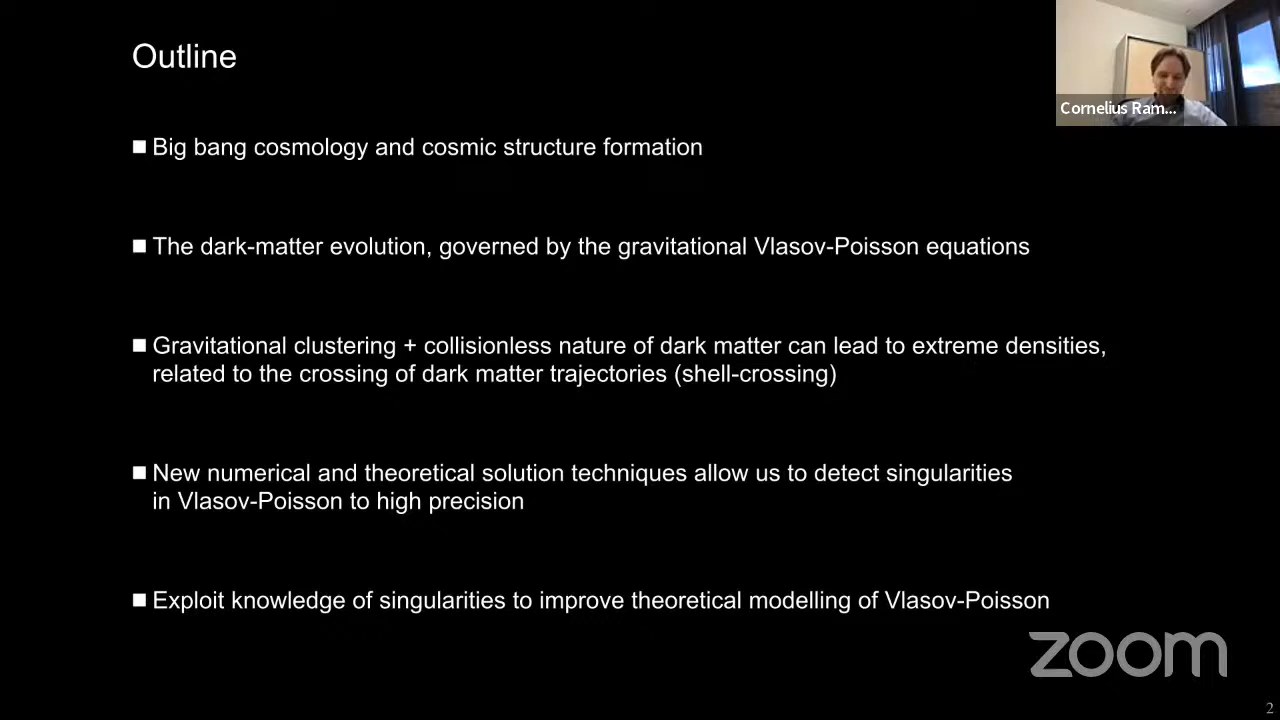 Outline
Cornelius Ram...
■ Big bang cosmology and cosmic structure formation
■ The dark-matter evolution, governed by the gravitational Vlasov-Poisson equations
■ Gravitational clustering + collisionless nature of dark matter can lead to extreme densities,
related to the crossing of dark matter trajectories (shell-crossing)
■ New numerical and theoretical solution techniques allow us to detect singularities
in Vlasov-Poisson to high precision
■ Exploit knowledge of singularities to improve theoretical modelling of Vlasov-Poisson
zoom
2